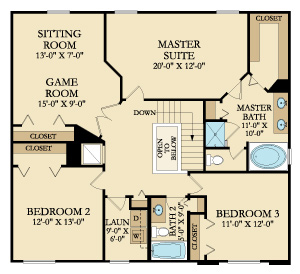 CLOSET
SITTING
ROOM
13'-0" X 7'-0"
MASTER
SUITE
20'-0" X 12'-0"
GAME
ROOM
15'-0" X 9'-0"
DOWN
MASTER
BATH
11'-0" X
10'-0"
OPEN
TO
BELOW
CLOSET
CLOSET
BEDROOM 2
12'-0" X 13'-0"
LAUN
9'-0" X
6'-0"
D
W
BATH 2
5'-0" X 9'-0"
CLOSET
BEDROOM 3
11'-0" X 12'-0"